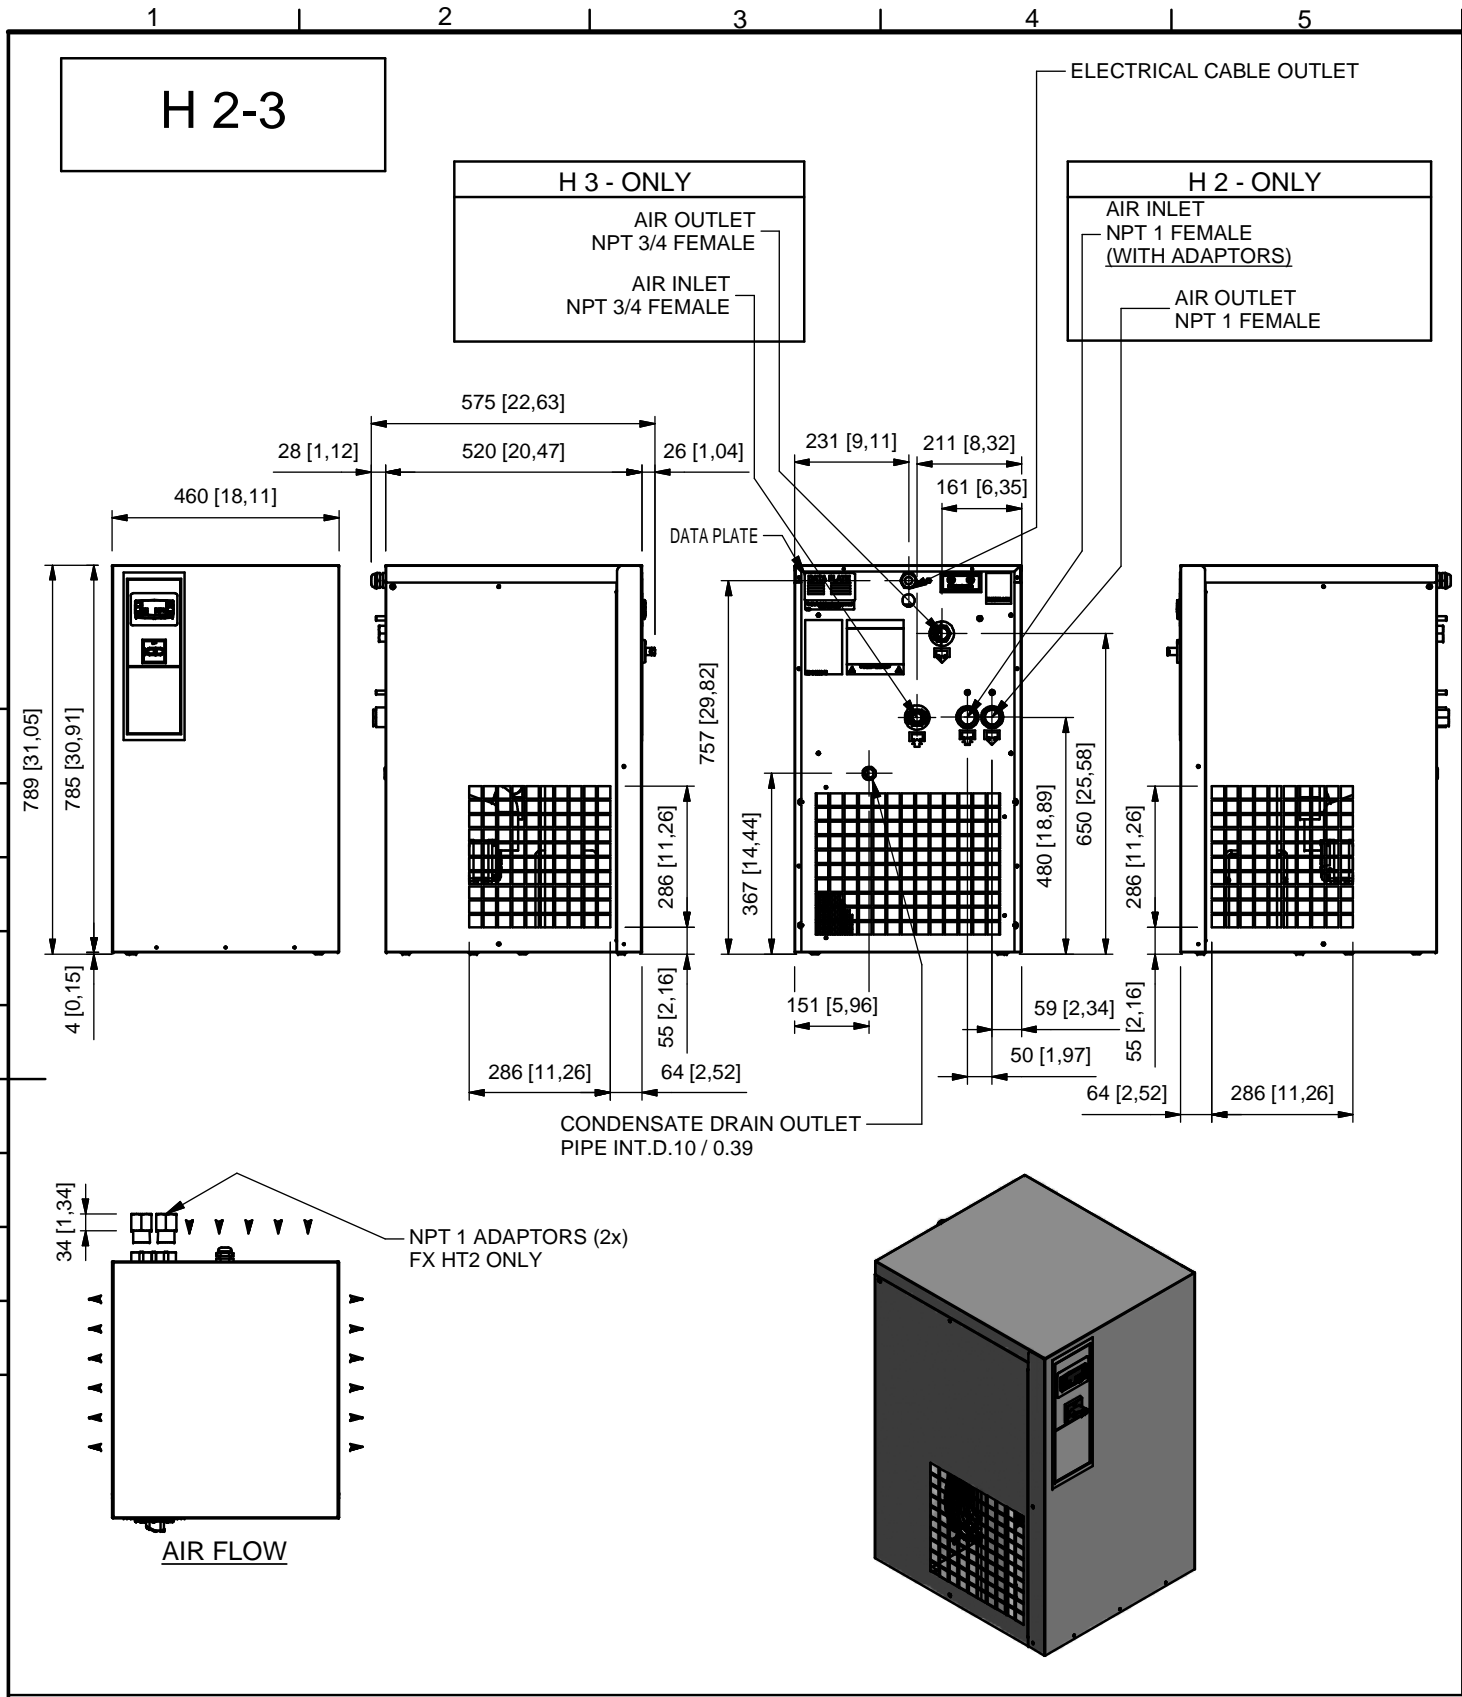 1
2
3
4
5
H 2-3
ELECTRICAL CABLE OUTLET
H 3 - ONLY
AIR OUTLET
NPT 3/4 FEMALE
AIR INLET
NPT 3/4 FEMALE
H 2 - ONLY
AIR INLET
NPT 1 FEMALE
(WITH ADAPTORS)
AIR OUTLET
NPT 1 FEMALE
575 [22,63]
28 [1,12]
520 [20,47]
26 [1,04]
231 [9,11]
211 [8,32]
460 [18,11]
161 [6,35]
DATA PLATE
789 [31,05]
785 [30,91]
4 [0,15]
286 [11,26]
55 [2,16]
286 [11,26]
64 [2,52]
757 [29,82]
367 [14,44]
480 [18,89]
650 [25,58]
151 [5,96]
59 [2,34]
50 [1,97]
286 [11,26]
55 [2,16]
64 [2,52]
286 [11,26]
CONDENSATE DRAIN OUTLET
PIPE INT.D.10 / 0.39
34 [1,34]
NPT 1 ADAPTORS (2x)
FX HT2 ONLY
AIR FLOW